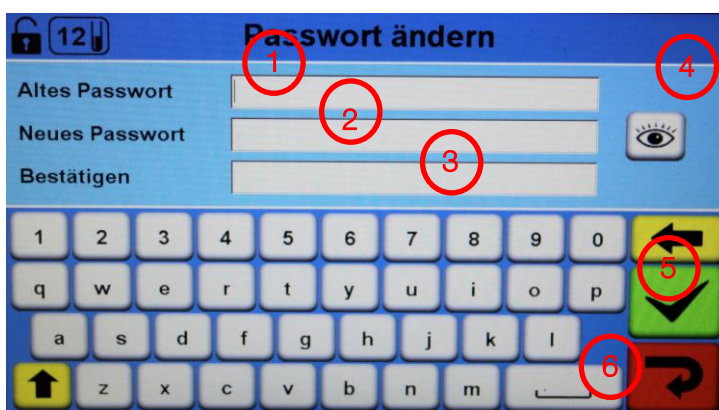 12 Passwort ändern
1
4
Altes Passwort
2
Neues Passwort
3
Bestätigen
1 2 3 4 5 6 7 8 9 0
5
q w e r t y u i o p
a s d f g h j k l
6
z x c v b n m